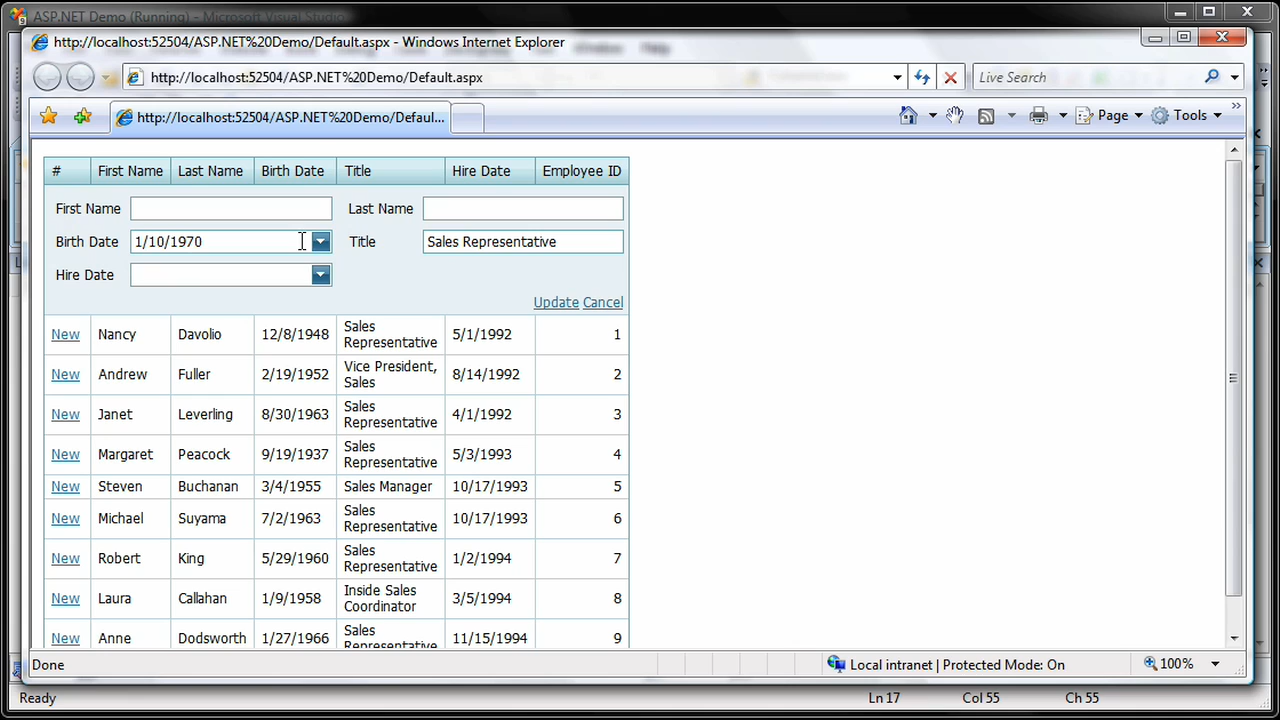 ASP.NET Demo (Running) - Microsoft Visual Studio
http://localhost:52504/ASP.NET%20Demo/Default.aspx - Windows Internet Explorer
Window Help
http://localhost:52504/ASP.NET%20Demo/Default.aspx
Live Search
http://localhost:52504/ASP.NET%20Demo/Defaul...
Page Tools
# First Name Last Name Birth Date Title Hire Date Employee ID
First Name Last Name
Birth Date 1/10/1970 Title Sales Representative
Hire Date
Update Cancel
New Nancy Davolio 12/8/1948 Sales Representative 5/1/1992 1
New Andrew Fuller 2/19/1952 Vice President, Sales 8/14/1992 2
New Janet Leverling 8/30/1963 Sales Representative 4/1/1992 3
New Margaret Peacock 9/19/1937 Sales Representative 5/3/1993 4
New Steven Buchanan 3/4/1955 Sales Manager 10/17/1993 5
New Michael Suyama 7/2/1963 Sales Representative 10/17/1993 6
New Robert King 5/29/1960 Sales Representative 1/2/1994 7
New Laura Callahan 1/9/1958 Inside Sales Coordinator 3/5/1994 8
New Anne Dodsworth 1/27/1966 Sales Representative 11/15/1994 9
Done Local intranet | Protected Mode: On 100%
Ready Ln 17 Col 55 Ch 55